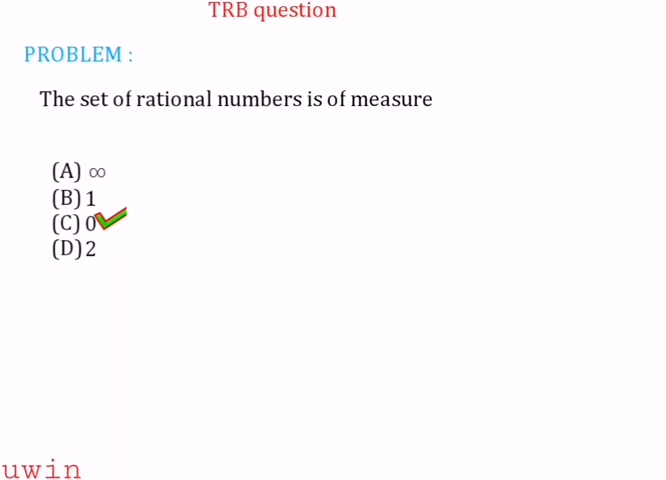 TRB question
PROBLEM :
The set of rational numbers is of measure
(A) ∞
(B) 1
(C) 0
(D) 2
uwin